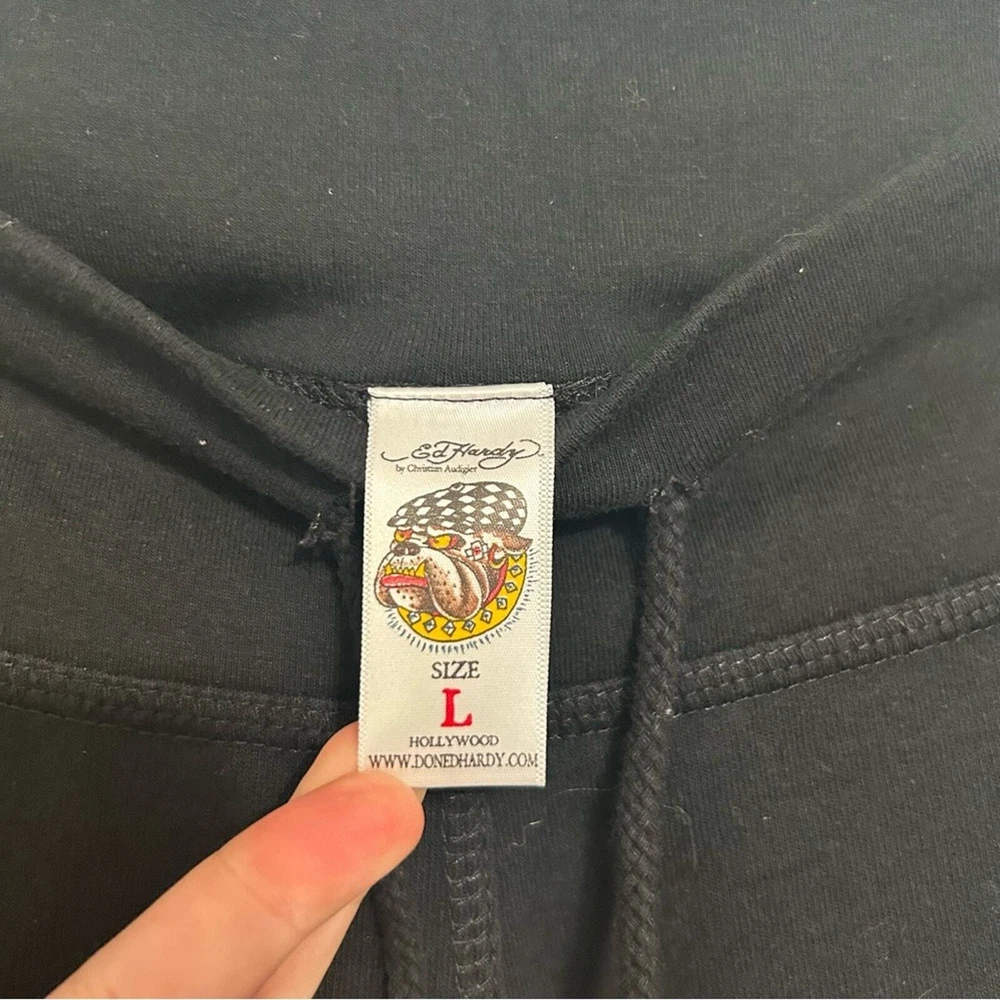 Ed Hardy
by Christian Audigier
SIZE
L
HOLLYWOOD
WWW.DONEDHARDY.COM